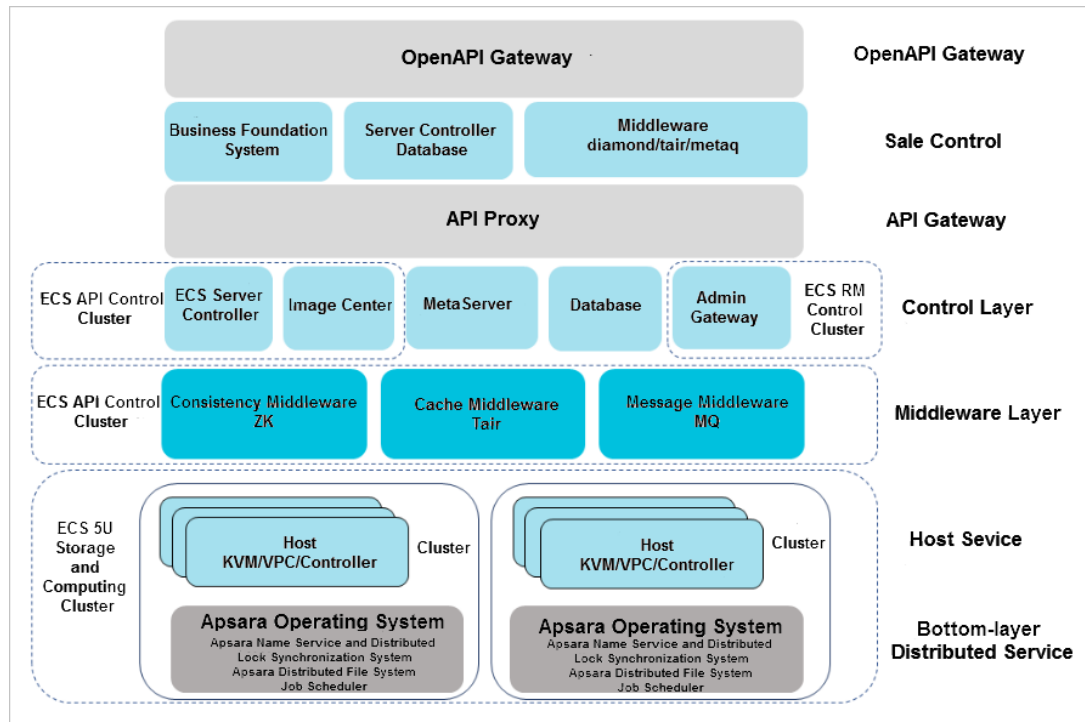 OpenAPI Gateway
OpenAPI Gateway
Business Foundation
System
Server Controller
Database
Middleware
diamond/tair/metaq
Sale Control
API Proxy
API Gateway
ECS API Control
Cluster
ECS Server
Controller
Image Center
MetaServer
Database
Admin
Gateway
ECS RM
Control
Cluster
Control Layer
ECS API Control
Cluster
Consistency Middleware
ZK
Cache Middleware
Tair
Message Middleware
MQ
Middleware Layer
ECS 5U
Storage
and
Computing
Cluster
Host
KVM/VPC/Controller
Cluster
Host
KVM/VPC/Controller
Cluster
Host Sevice
Apsara Operating System
Apsara Name Service and Distributed
Lock Synchronization System
Apsara Distributed File System
Job Scheduler
Apsara Operating System
Apsara Name Service and Distributed
Lock Synchronization System
Apsara Distributed File System
Job Scheduler
Bottom-layer
Distributed Service